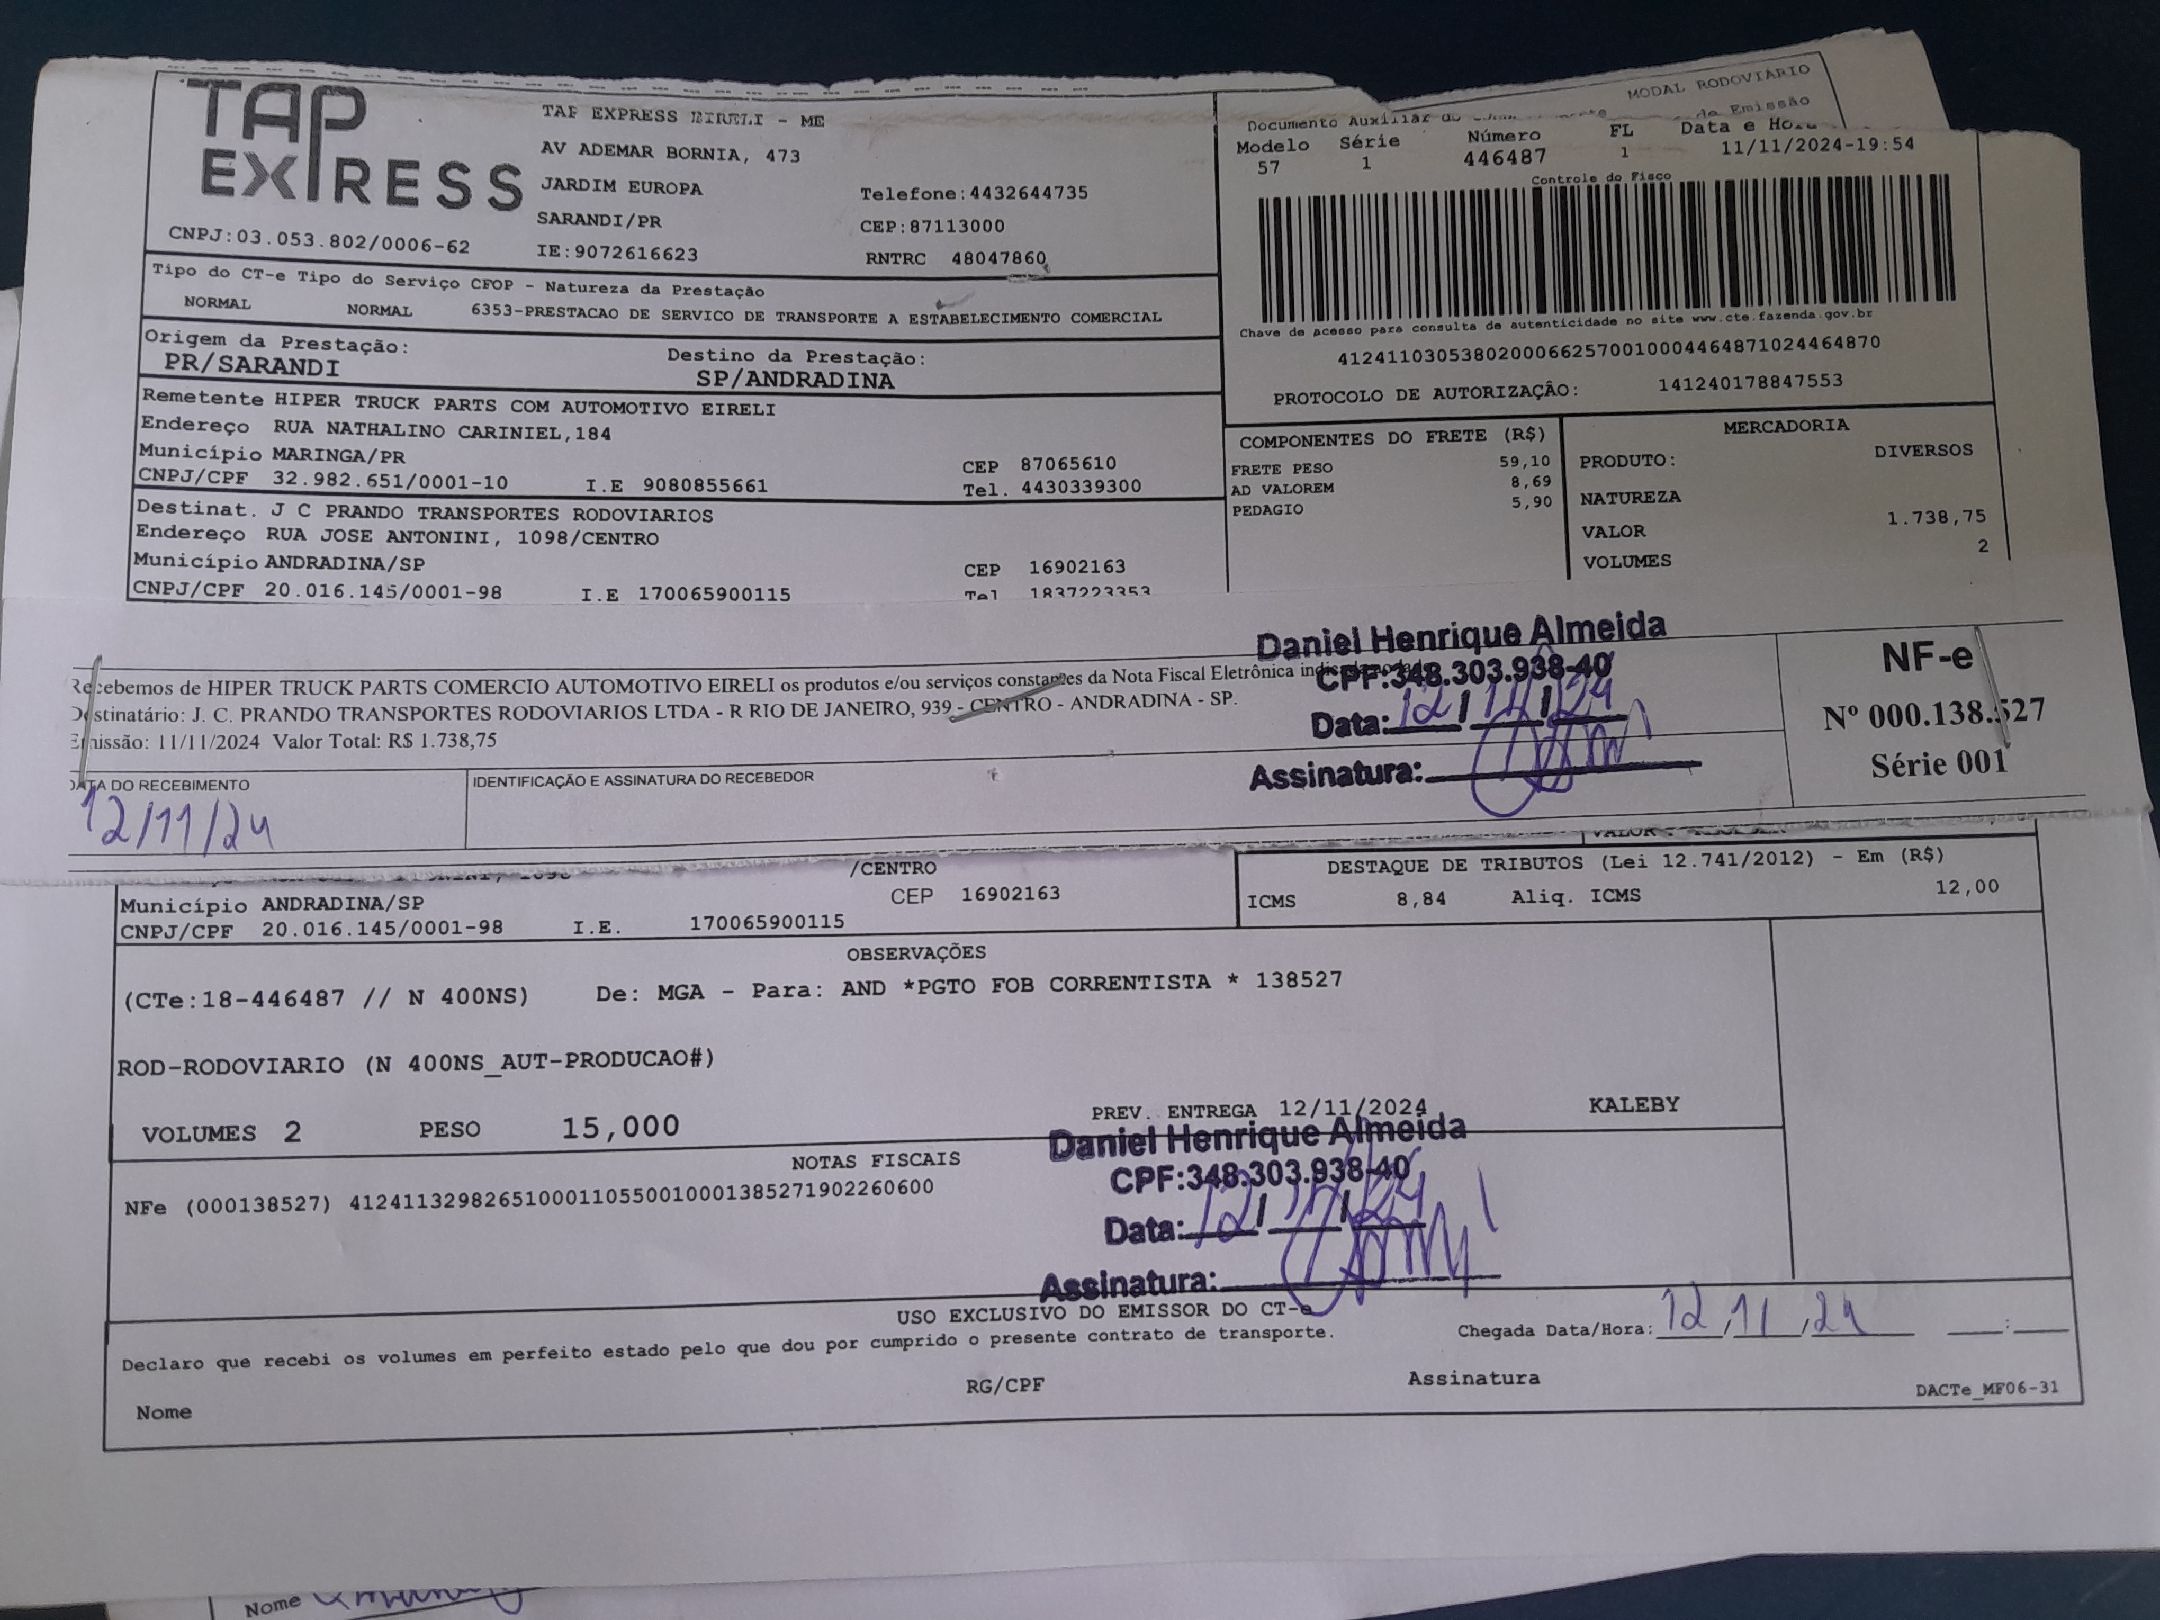 MODAL RODOVIÁRIO
TAP EXPRESS
TAP EXPRESS EIRELI - ME
AV ADEMAR BORNIA, 473
JARDIM EUROPA Telefone:4432644735
SARANDI/PR CEP:87113000
CNPJ:03.053.802/0006-62 IE:9072616623 RNTRC 48047860
Documento Auxiliar do de Emissão
Modelo Série Número FL Data e
57 1 446487 1 11/11/2024-19:54
Controle do Fisco
Chave de acesso para consulta de autenticidade no site www.cte.fazenda.gov.br
41241103053802000662570010004464871024464870
PROTOCOLO DE AUTORIZAÇÃO: 141240178847553
Tipo do CT-e Tipo do Serviço CFOP - Natureza da Prestação
NORMAL NORMAL 6353-PRESTACAO DE SERVICO DE TRANSPORTE A ESTABELECIMENTO COMERCIAL
Origem da Prestação: Destino da Prestação:
PR/SARANDI SP/ANDRADINA
Remetente HIPER TRUCK PARTS COM AUTOMOTIVO EIRELI
Endereço RUA NATHALINO CARINIEL,184
Município MARINGA/PR CEP 87065610
CNPJ/CPF 32.982.651/0001-10 I.E 9080855661 Tel. 4430339300
Destinat. J C PRANDO TRANSPORTES RODOVIARIOS
Endereço RUA JOSE ANTONINI, 1098/CENTRO
Município ANDRADINA/SP CEP 16902163
CNPJ/CPF 20.016.145/0001-98 I.E 170065900115 Tel 1837223353
COMPONENTES DO FRETE (R$)
FRETE PESO 59,10
AD VALOREM 8,69
PEDAGIO 5,90
MERCADORIA
PRODUTO: DIVERSOS
NATUREZA
VALOR 1.738,75
VOLUMES 2
Recebemos de HIPER TRUCK PARTS COMERCIO AUTOMOTIVO EIRELI os produtos e/ou serviços constantes da Nota Fiscal Eletrônica
Destinatário: J. C. PRANDO TRANSPORTES RODOVIARIOS LTDA - R RIO DE JANEIRO, 939 - CENTRO - ANDRADINA - SP.
Emissão: 11/11/2024 Valor Total: R$ 1.738,75
DATA DO RECEBIMENTO IDENTIFICAÇÃO E ASSINATURA DO RECEBEDOR
12/11/24
Daniel Henrique Almeida
CPF:348.303.938-40
Data: 12/11/24
Assinatura:
NF-e
Nº 000.138.527
Série 001
VALOR
/CENTRO
Município ANDRADINA/SP CEP 16902163
CNPJ/CPF 20.016.145/0001-98 I.E. 170065900115
DESTAQUE DE TRIBUTOS (Lei 12.741/2012) - Em (R$)
ICMS 8,84 Aliq. ICMS 12,00
OBSERVAÇÕES
(CTe:18-446487 // N 400NS) De: MGA - Para: AND *PGTO FOB CORRENTISTA * 138527
ROD-RODOVIARIO (N 400NS_AUT-PRODUCAO#)
VOLUMES 2 PESO 15,000 PREV. ENTREGA 12/11/2024 KALEBY
NOTAS FISCAIS
NFe (000138527) 41241132982651000110550010001385271902260600
Daniel Henrique Almeida
CPF:348.303.938-40
Data: 12/11/24
Assinatura:
USO EXCLUSIVO DO EMISSOR DO CT-e
Declaro que recebi os volumes em perfeito estado pelo que dou por cumprido o presente contrato de transporte.
Chegada Data/Hora: 12/11/24 :
Nome RG/CPF Assinatura
DACTe_MF06-31
Nome